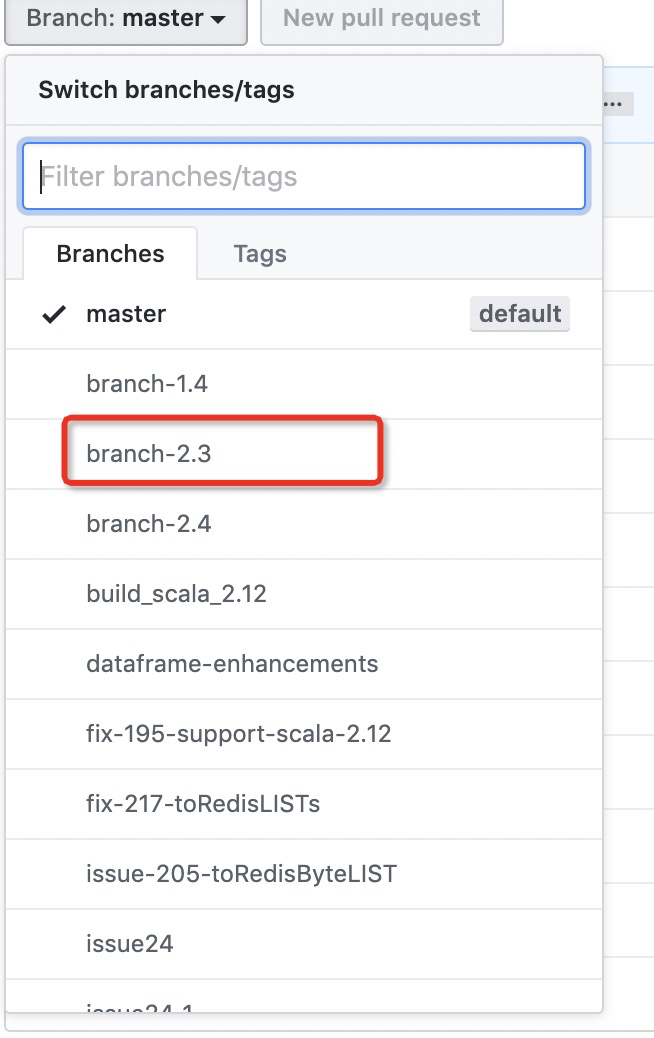 Branch: master
New pull request
Switch branches/tags
...
Filter branches/tags
Branches
Tags
master
default
branch-1.4
branch-2.3
branch-2.4
build_scala_2.12
dataframe-enhancements
fix-195-support-scala-2.12
fix-217-toRedisLISTs
issue-205-toRedisByteLIST
issue24
issue24-1